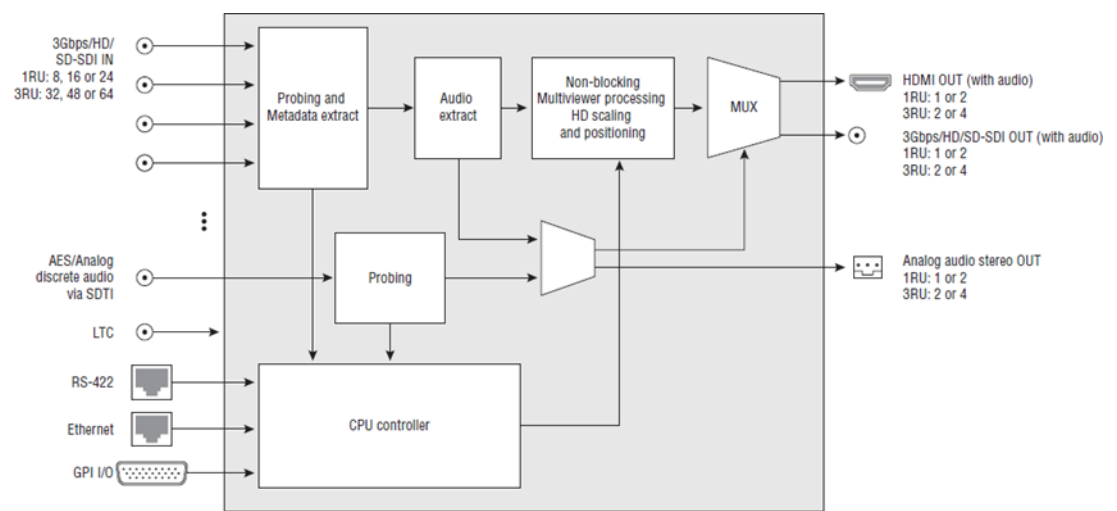 3Gbps/HD/
SD-SDI IN
1RU: 8, 16 or 24
3RU: 32, 48 or 64
Probing and
Metadata extract
Audio
extract
Non-blocking
Multiviewer processing
HD scaling
and positioning
MUX
HDMI OUT (with audio)
1RU: 1 or 2
3RU: 2 or 4
3Gbps/HD/SD-SDI OUT (with audio)
1RU: 1 or 2
3RU: 2 or 4
AES/Analog
discrete audio
via SDTI
Probing
Analog audio stereo OUT
1RU: 1 or 2
3RU: 2 or 4
LTC
RS-422
Ethernet
GPI I/O
CPU controller